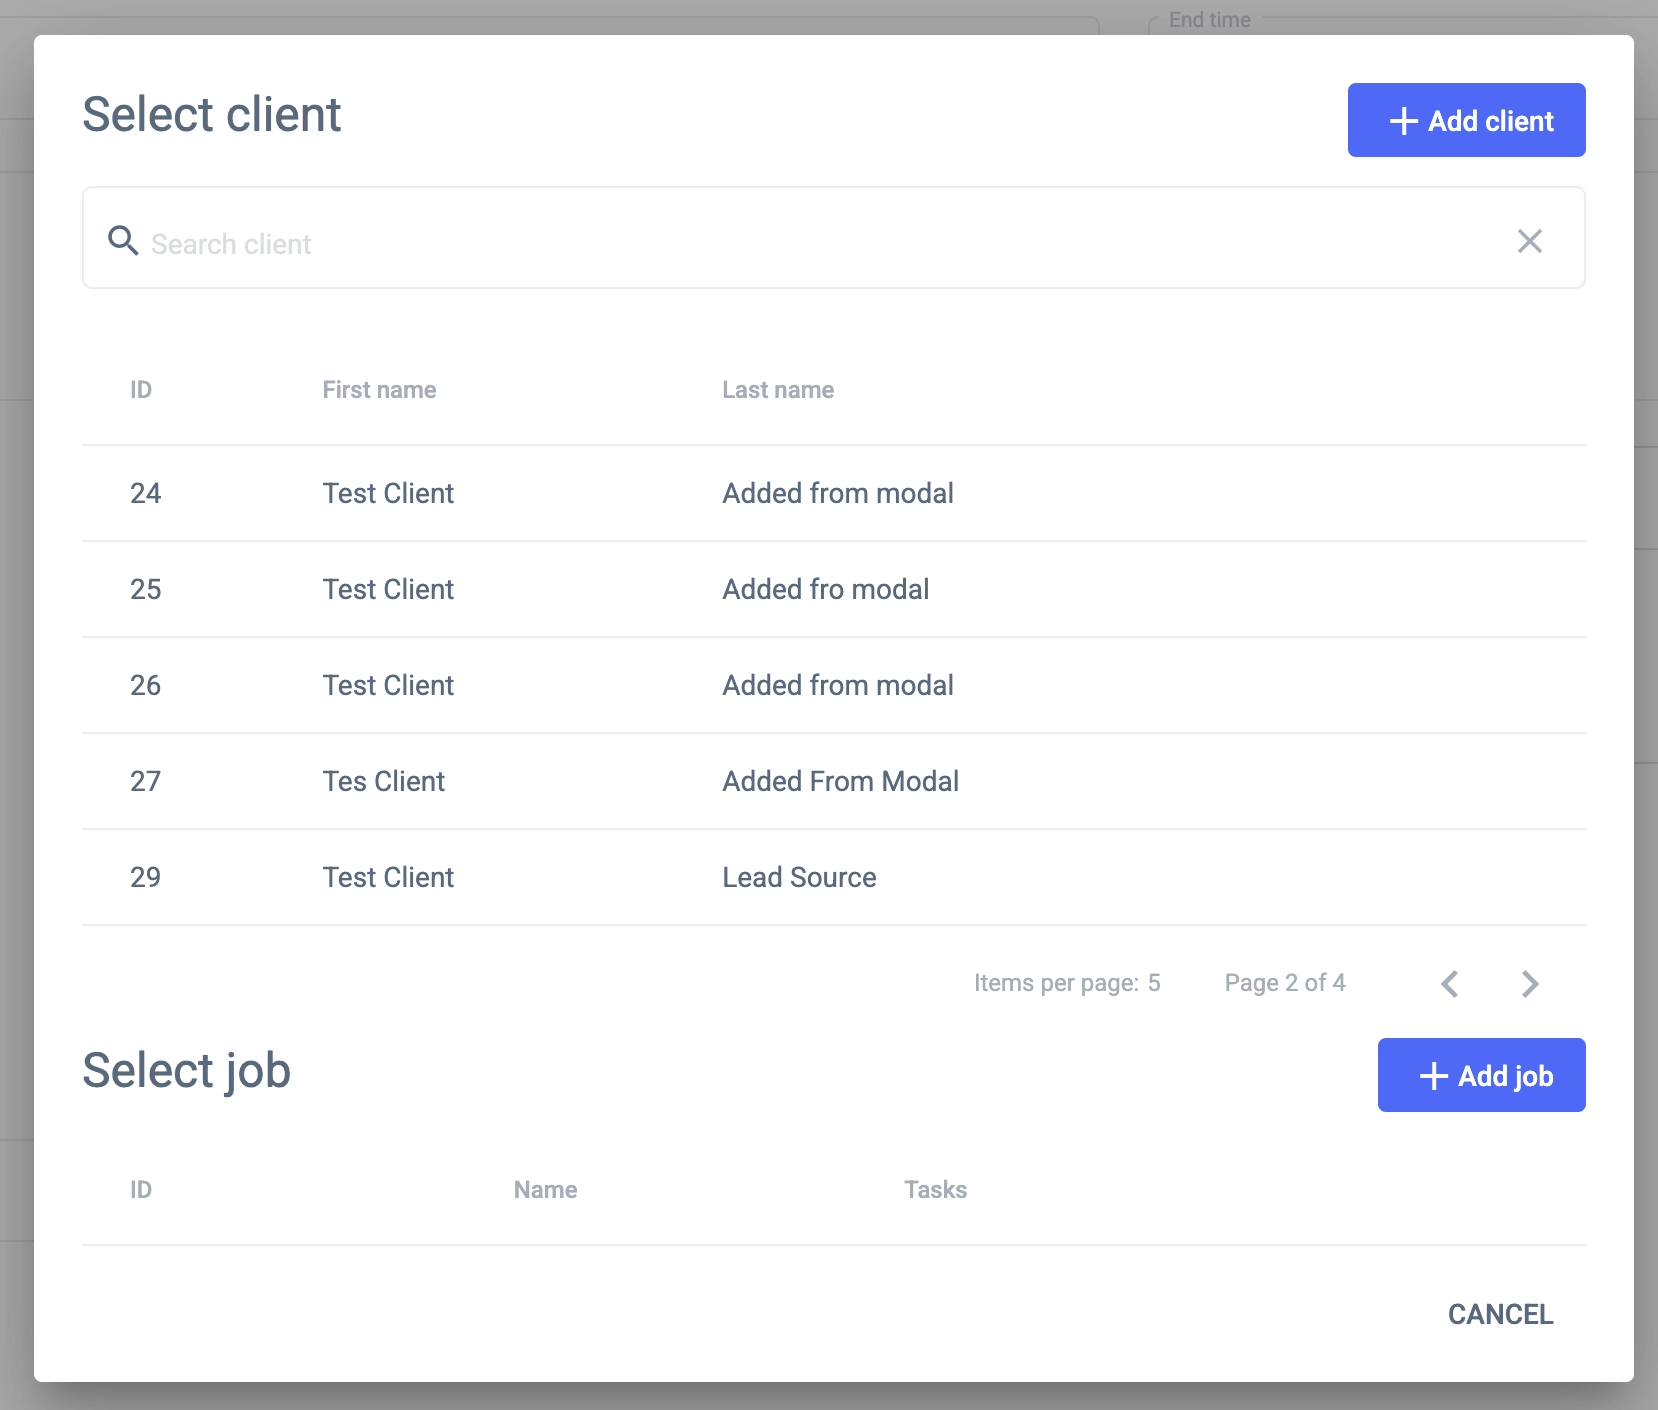 End time
Select client
Add client
Search client
ID First name Last name
24 Test Client Added from modal
25 Test Client Added fro modal
26 Test Client Added from modal
27 Tes Client Added From Modal
29 Test Client Lead Source
Items per page: 5 Page 2 of 4
Select job
Add job
ID Name Tasks
CANCEL